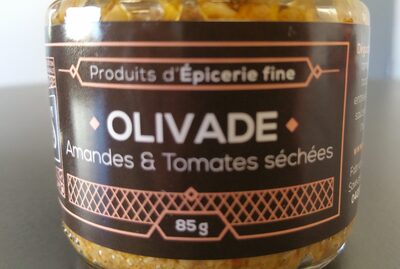 Produits d'Épicerie fine
OLIVADE
Amandes & Tomates séchées
85g